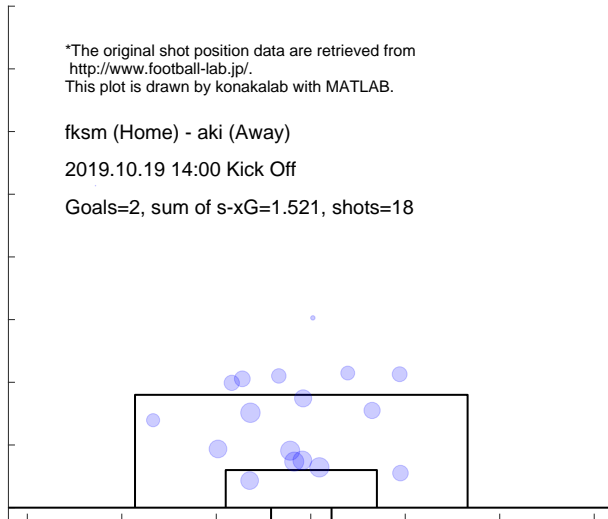 *The original shot position data are retrieved from
http://www.football-lab.jp/.
This plot is drawn by konakalab with MATLAB.
fksm (Home) - aki (Away)
2019.10.19 14:00 Kick Off
Goals=2, sum of s-xG=1.521, shots=18